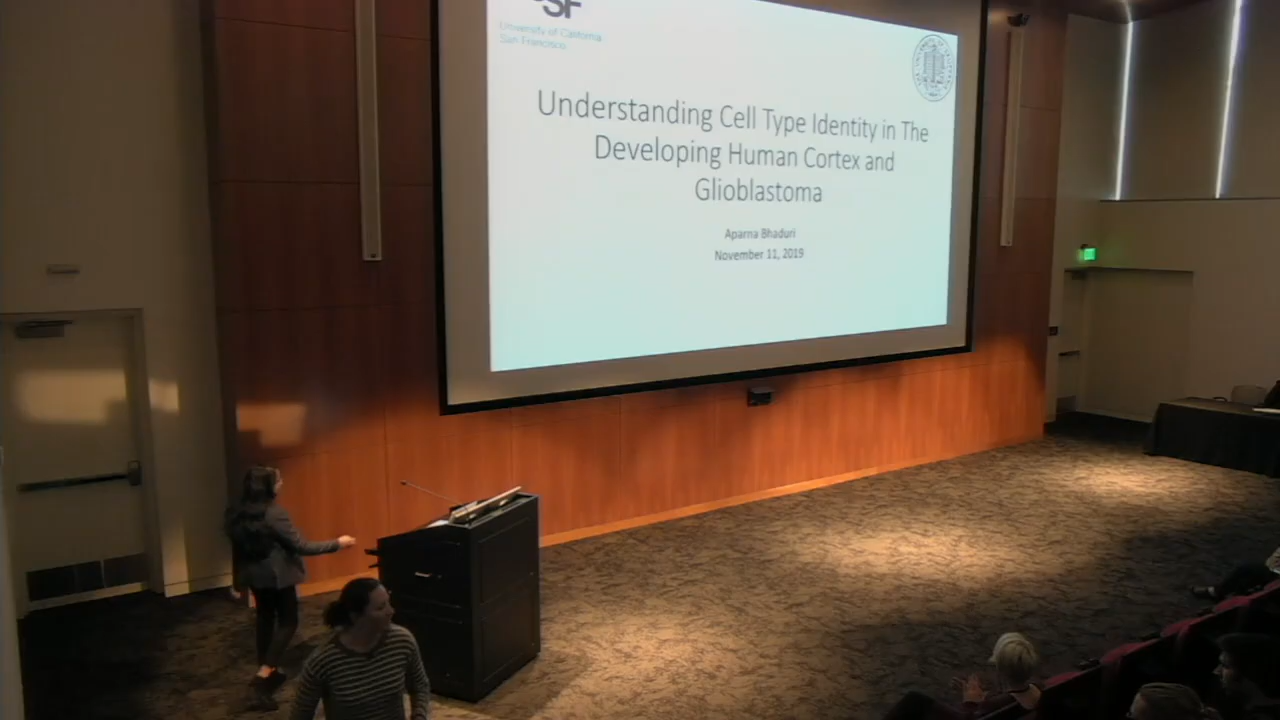 SF
University of California
San Francisco
Understanding Cell Type Identity in The
Developing Human Cortex and
Glioblastoma
Aparna Bhaduri
November 11, 2019